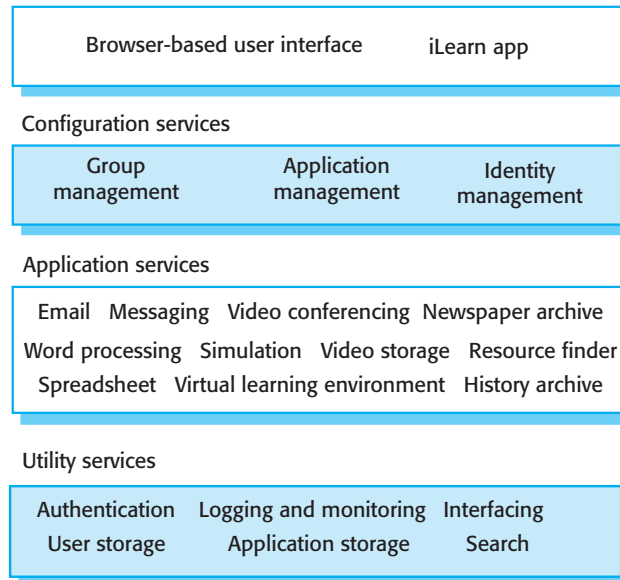 Browser-based user interface iLearn app
Configuration services
Group management Application management Identity management
Application services
Email Messaging Video conferencing Newspaper archive
Word processing Simulation Video storage Resource finder
Spreadsheet Virtual learning environment History archive
Utility services
Authentication Logging and monitoring Interfacing
User storage Application storage Search